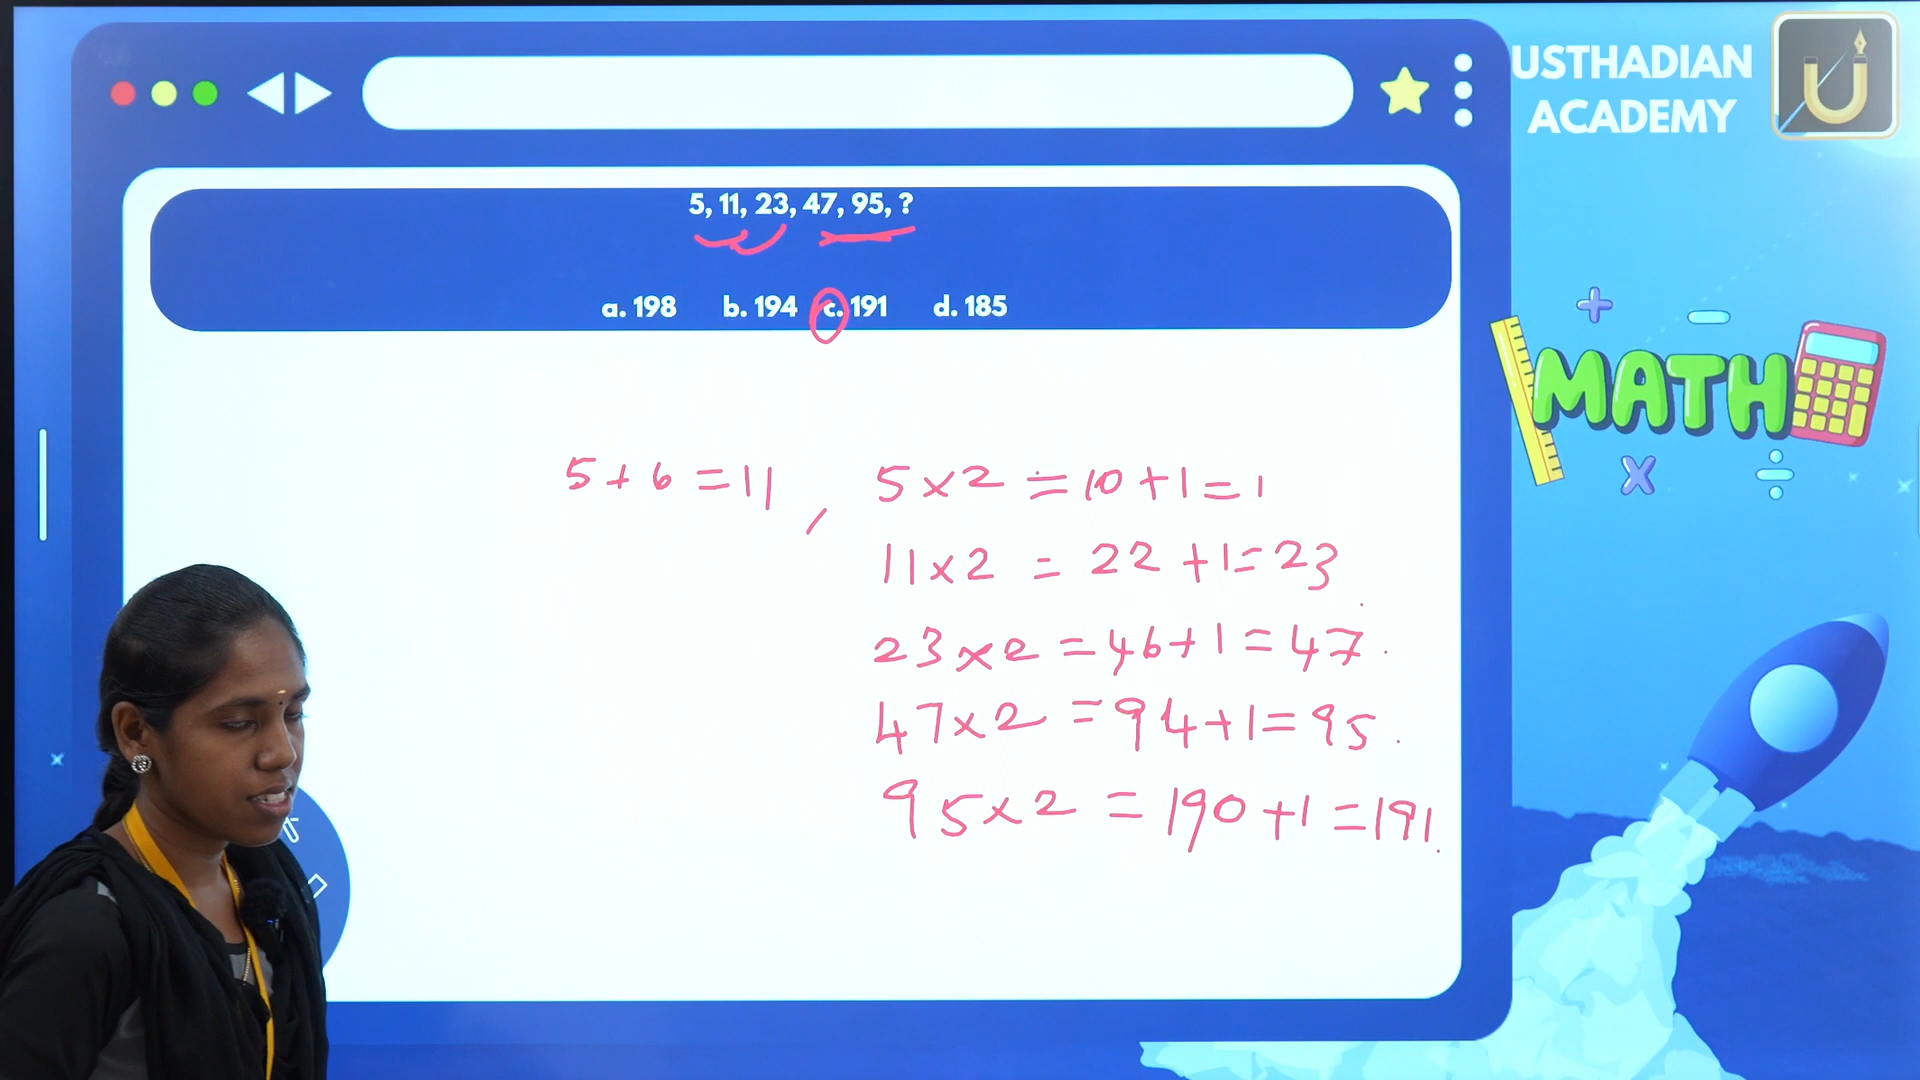 USTHADIAN
ACADEMY
5, 11, 23, 47, 95, ?
a. 198 b. 194 c. 191 d. 185
MATH
5 + 6 = 11 , 5 × 2 = 10 + 1 = 1
11 × 2 = 22 + 1 = 23
23 × 2 = 46 + 1 = 47.
47 × 2 = 94 + 1 = 95.
95 × 2 = 190 + 1 = 191.